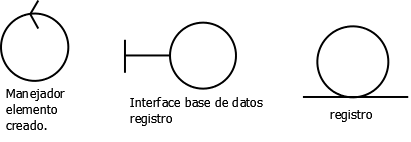 Manejador
elemento
creado.
Interface base de datos
registro
registro